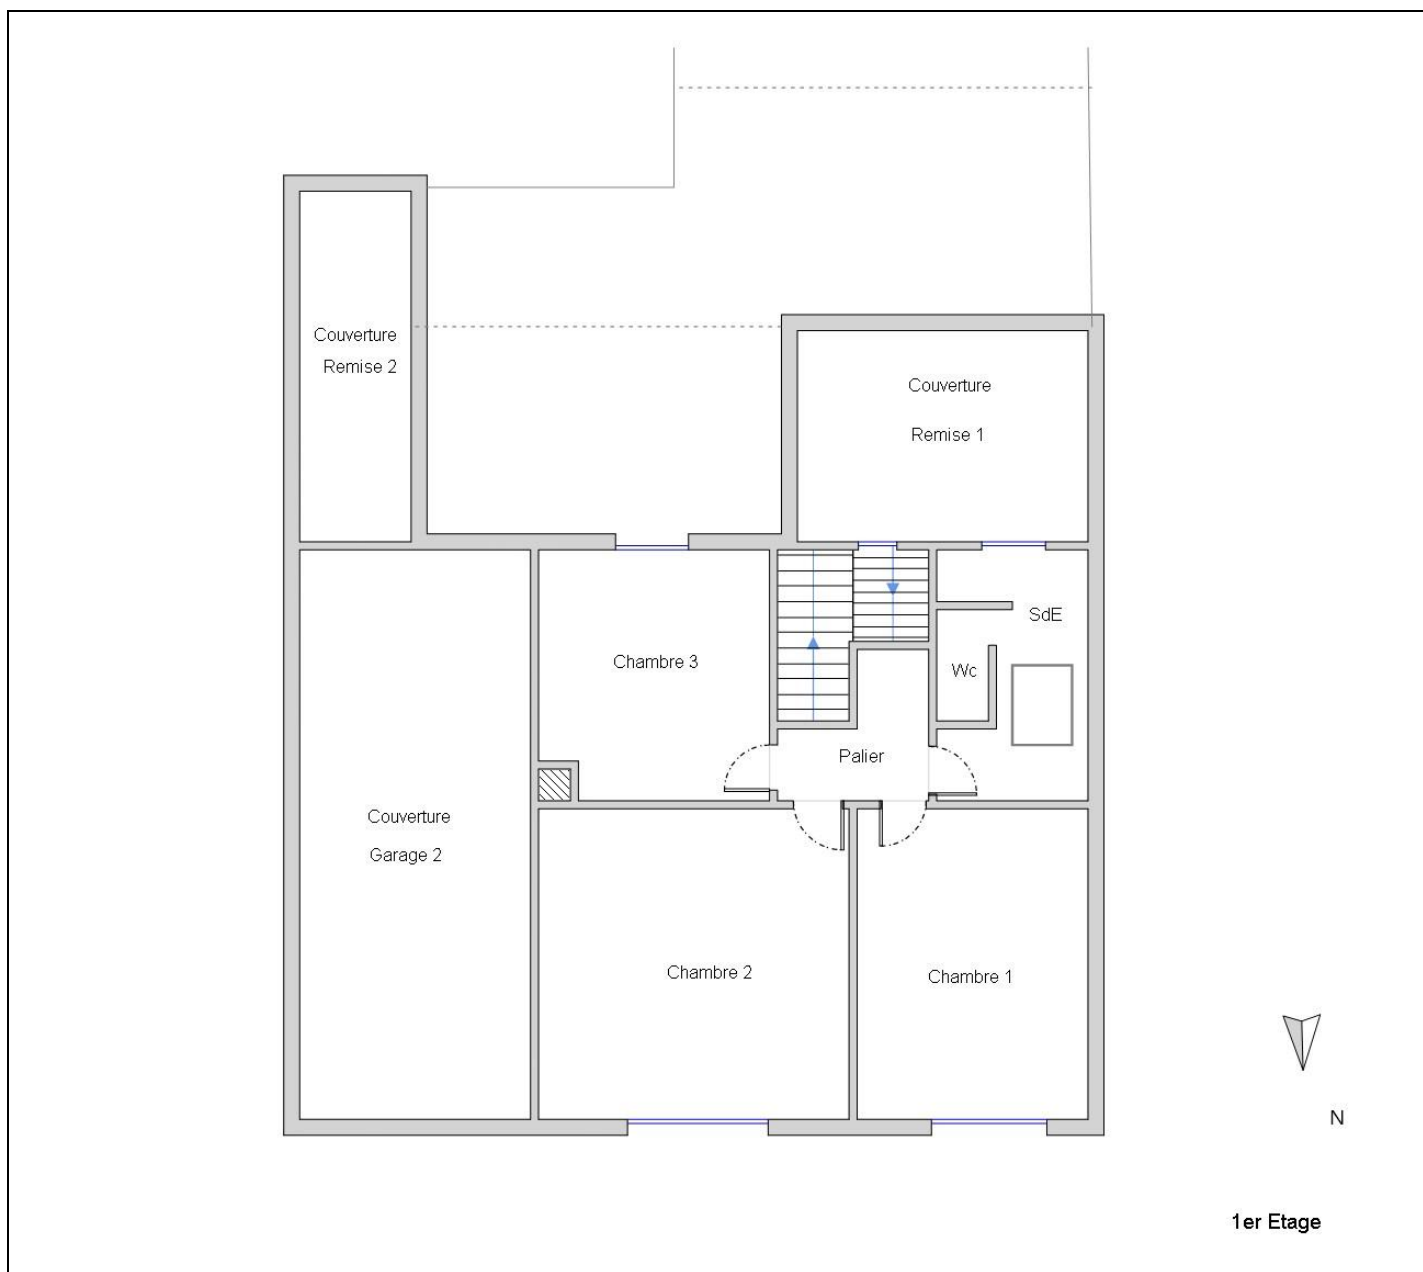 Couverture
Remise 2
Couverture
Remise 1
SdE
Chambre 3
Wc
Palier
Couverture
Garage 2
Chambre 2
Chambre 1
N
1er Etage